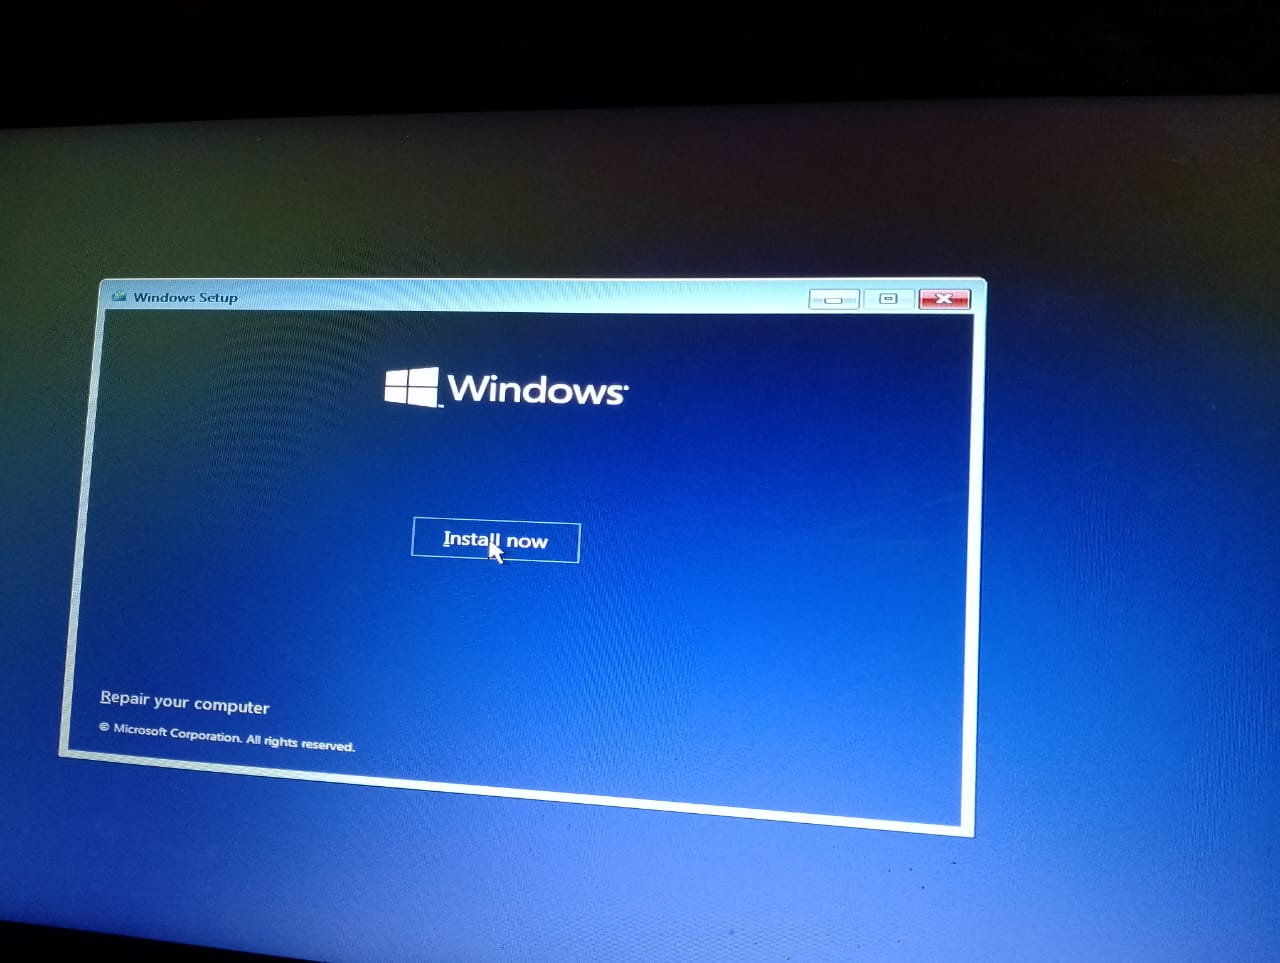 Windows Setup
Windows
Install now
Repair your computer
© Microsoft Corporation. All rights reserved.